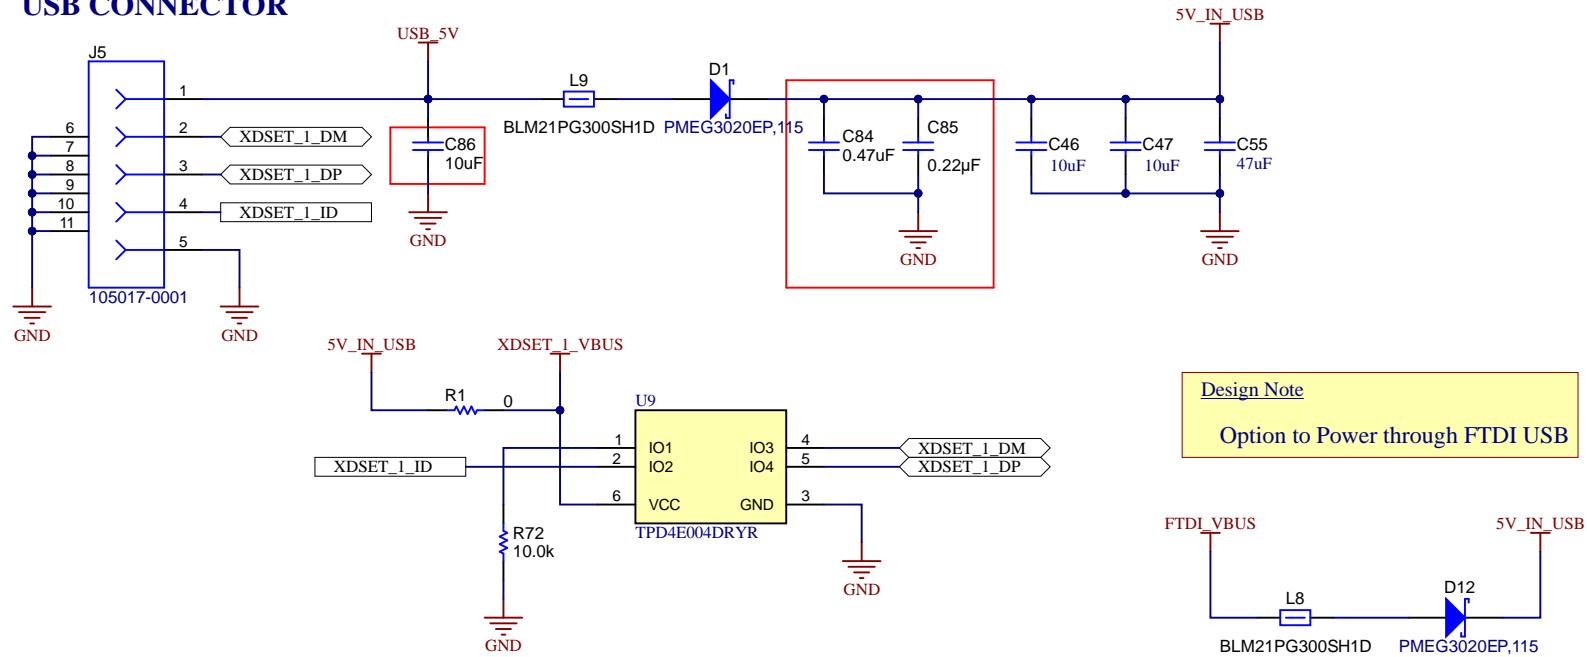 USB CONNECTOR
5V_IN_USB
USB_5V
J5
1
2
3
4
5
6
7
8
9
10
11
XDSET_1_DM
XDSET_1_DP
XDSET_1_ID
105017-0001
GND
GND
C86
10uF
GND
L9
BLM21PG300SH1D
D1
PMEG3020EP,115
C84
0.47uF
C85
0.22µF
GND
C46
10uF
C47
10uF
C55
47uF
GND
5V_IN_USB
XDSET_1_VBUS
R1
0
U9
XDSET_1_ID
1
2
6
IO1
IO2
VCC
IO3
IO4
GND
4
5
3
XDSET_1_DM
XDSET_1_DP
TPD4E004DRYR
R72
10.0k
GND
GND
Design Note
Option to Power through FTDI USB
FTDI_VBUS
5V_IN_USB
L8
BLM21PG300SH1D
D12
PMEG3020EP,115